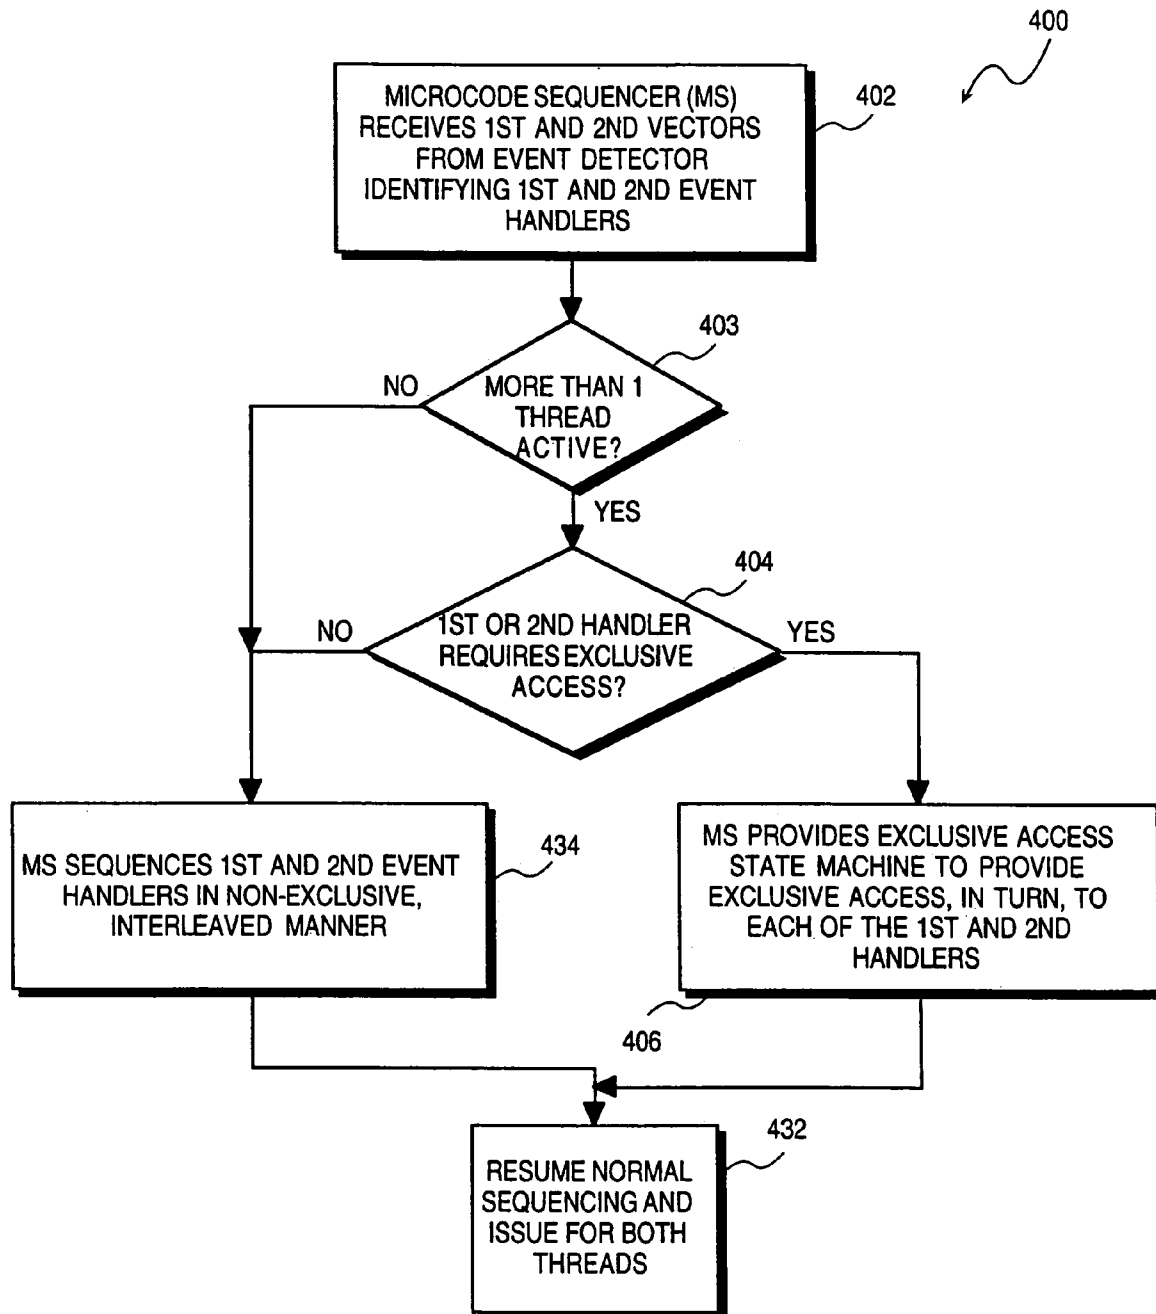 400
MICROCODE SEQUENCER (MS)
RECEIVES 1ST AND 2ND VECTORS
FROM EVENT DETECTOR
IDENTIFYING 1ST AND 2ND EVENT
HANDLERS
402
403
NO
MORE THAN 1
THREAD
ACTIVE?
YES
404
NO
1ST OR 2ND HANDLER
REQUIRES EXCLUSIVE
ACCESS?
YES
MS SEQUENCES 1ST AND 2ND EVENT
HANDLERS IN NON-EXCLUSIVE,
INTERLEAVED MANNER
434
MS PROVIDES EXCLUSIVE ACCESS
STATE MACHINE TO PROVIDE
EXCLUSIVE ACCESS, IN TURN, TO
EACH OF THE 1ST AND 2ND
HANDLERS
406
432
RESUME NORMAL
SEQUENCING AND
ISSUE FOR BOTH
THREADS